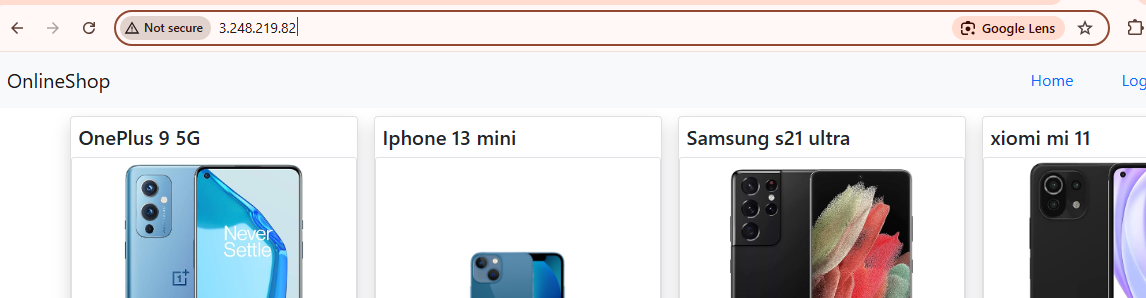 Not secure 3.248.219.82 Google Lens
OnlineShop Home Log
OnePlus 9 5G Iphone 13 mini Samsung s21 ultra xiomi mi 11
Never
Settle